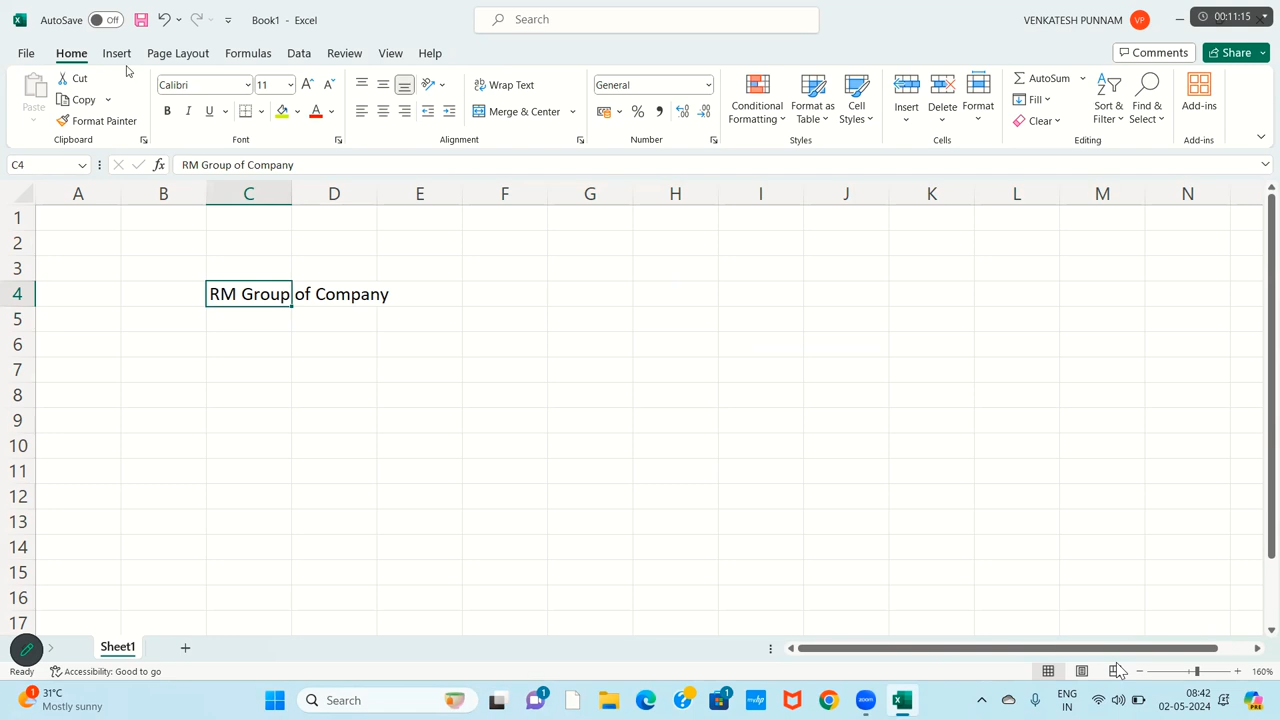 AutoSave Off Book1 - Excel Search VENKATESH PUNNAM VP 00:11:15
File Home Insert Page Layout Formulas Data Review View Help Comments Share
Paste Cut Copy Format Painter Clipboard
Calibri 11 B I U A Font
Wrap Text Merge & Center Alignment
General % , Number
Conditional Formatting Format as Table Cell Styles Styles
Insert Delete Format Cells
AutoSum Fill Clear Sort & Filter Find & Select Editing
Add-ins Add-ins
C4 fx RM Group of Company
A B C D E F G H I J K L M N
1
2
3
4 RM Group of Company
5
6
7
8
9
10
11
12
13
14
15
16
17
Sheet1
Ready Accessibility: Good to go 160%
31°C Mostly sunny Search ENG IN 08:42 02-05-2024